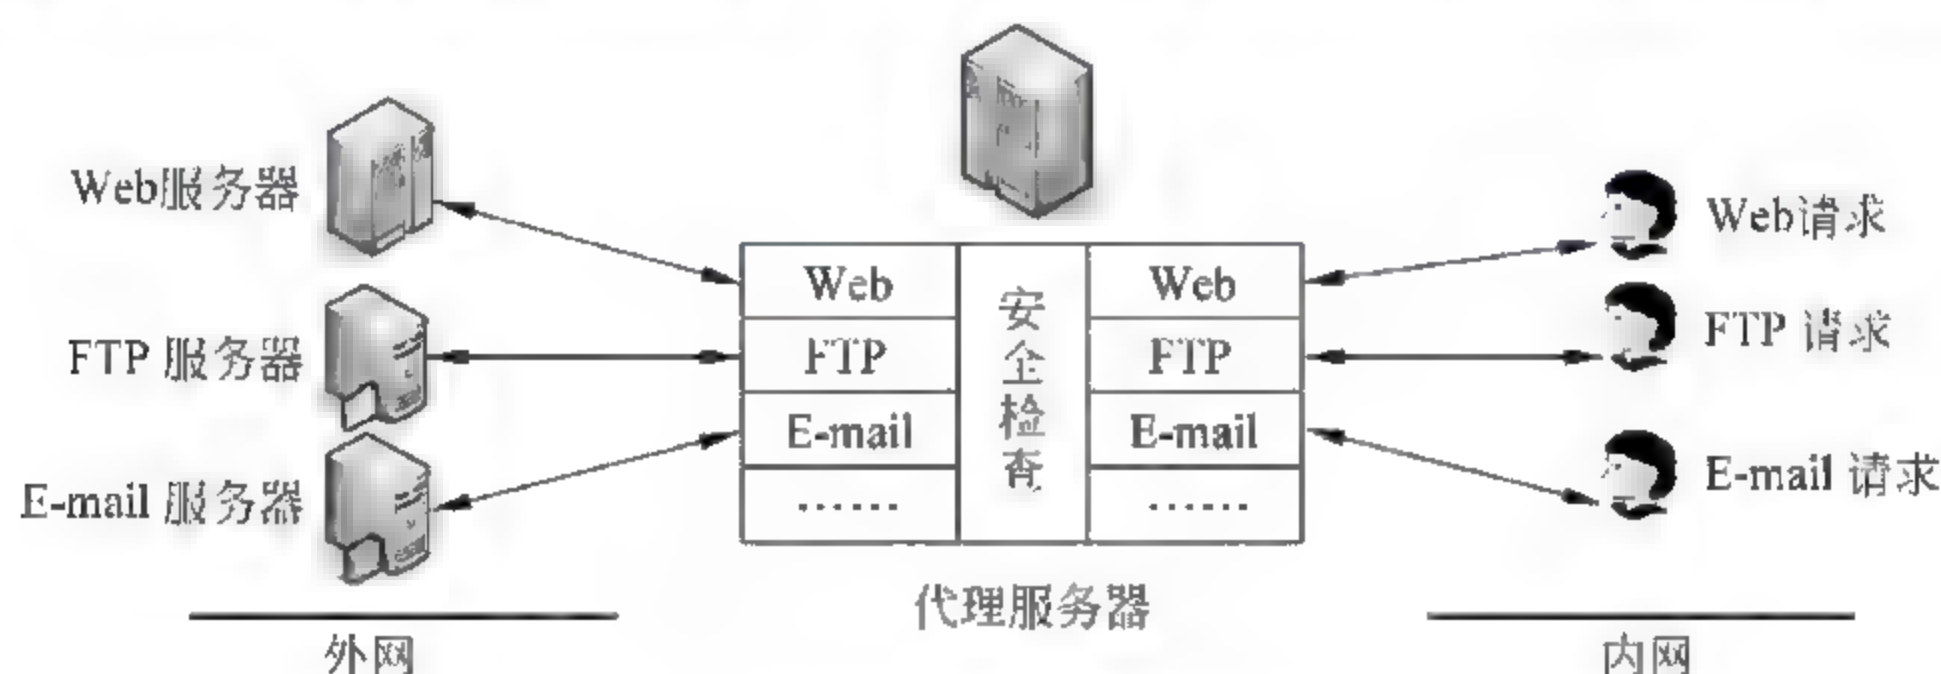 Web服务器
FTP 服务器
E-mail 服务器
Web
FTP
E-mail
······
安全检查
Web
FTP
E-mail
······
代理服务器
Web请求
FTP 请求
E-mail 请求
外网
内网